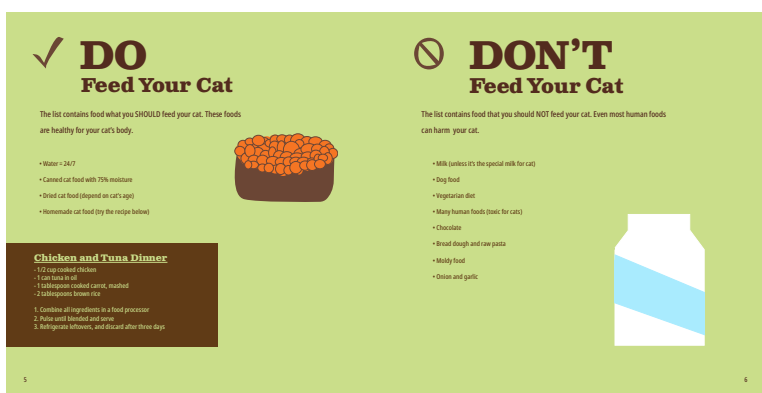 DO
Feed Your Cat
The list contains food what you SHOULD feed your cat. These foods
are healthy for your cat's body.
• Water = 24/7
• Canned cat food with 75% moisture
• Dried cat food (depend on cat's age)
• Homemade cat food (try the recipe below)
Chicken and Tuna Dinner
- 1/2 cup cooked chicken
- 1 can tuna in oil
- 1 tablespoon cooked carrot, mashed
- 2 tablespoons brown rice
1. Combine all ingredients in a food processor
2. Pulse until blended and serve
3. Refrigerate leftovers, and discard after three days
5
DON'T
Feed Your Cat
The list contains food that you should NOT feed your cat. Even most human foods
can harm your cat.
• Milk (unless it's the special milk for cat)
• Dog food
• Vegetarian diet
• Many human foods (toxic for cats)
• Chocolate
• Bread dough and raw pasta
• Moldy food
• Onion and garlic
6